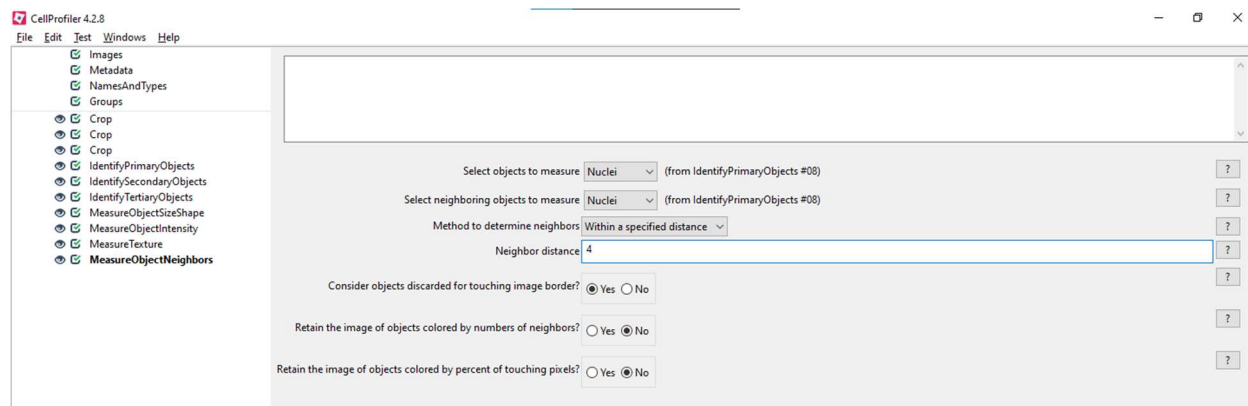 CellProfiler 4.2.8
File Edit Test Windows Help
Images
Metadata
NamesAndTypes
Groups
Crop
Crop
Crop
IdentifyPrimaryObjects
IdentifySecondaryObjects
IdentifyTertiaryObjects
MeasureObjectSizeShape
MeasureObjectIntensity
MeasureTexture
MeasureObjectNeighbors
Select objects to measure Nuclei (from IdentifyPrimaryObjects #08) ?
Select neighboring objects to measure Nuclei (from IdentifyPrimaryObjects #08) ?
Method to determine neighbors Within a specified distance ?
Neighbor distance 4 ?
Consider objects discarded for touching image border? Yes No ?
Retain the image of objects colored by numbers of neighbors? Yes No ?
Retain the image of objects colored by percent of touching pixels? Yes No ?